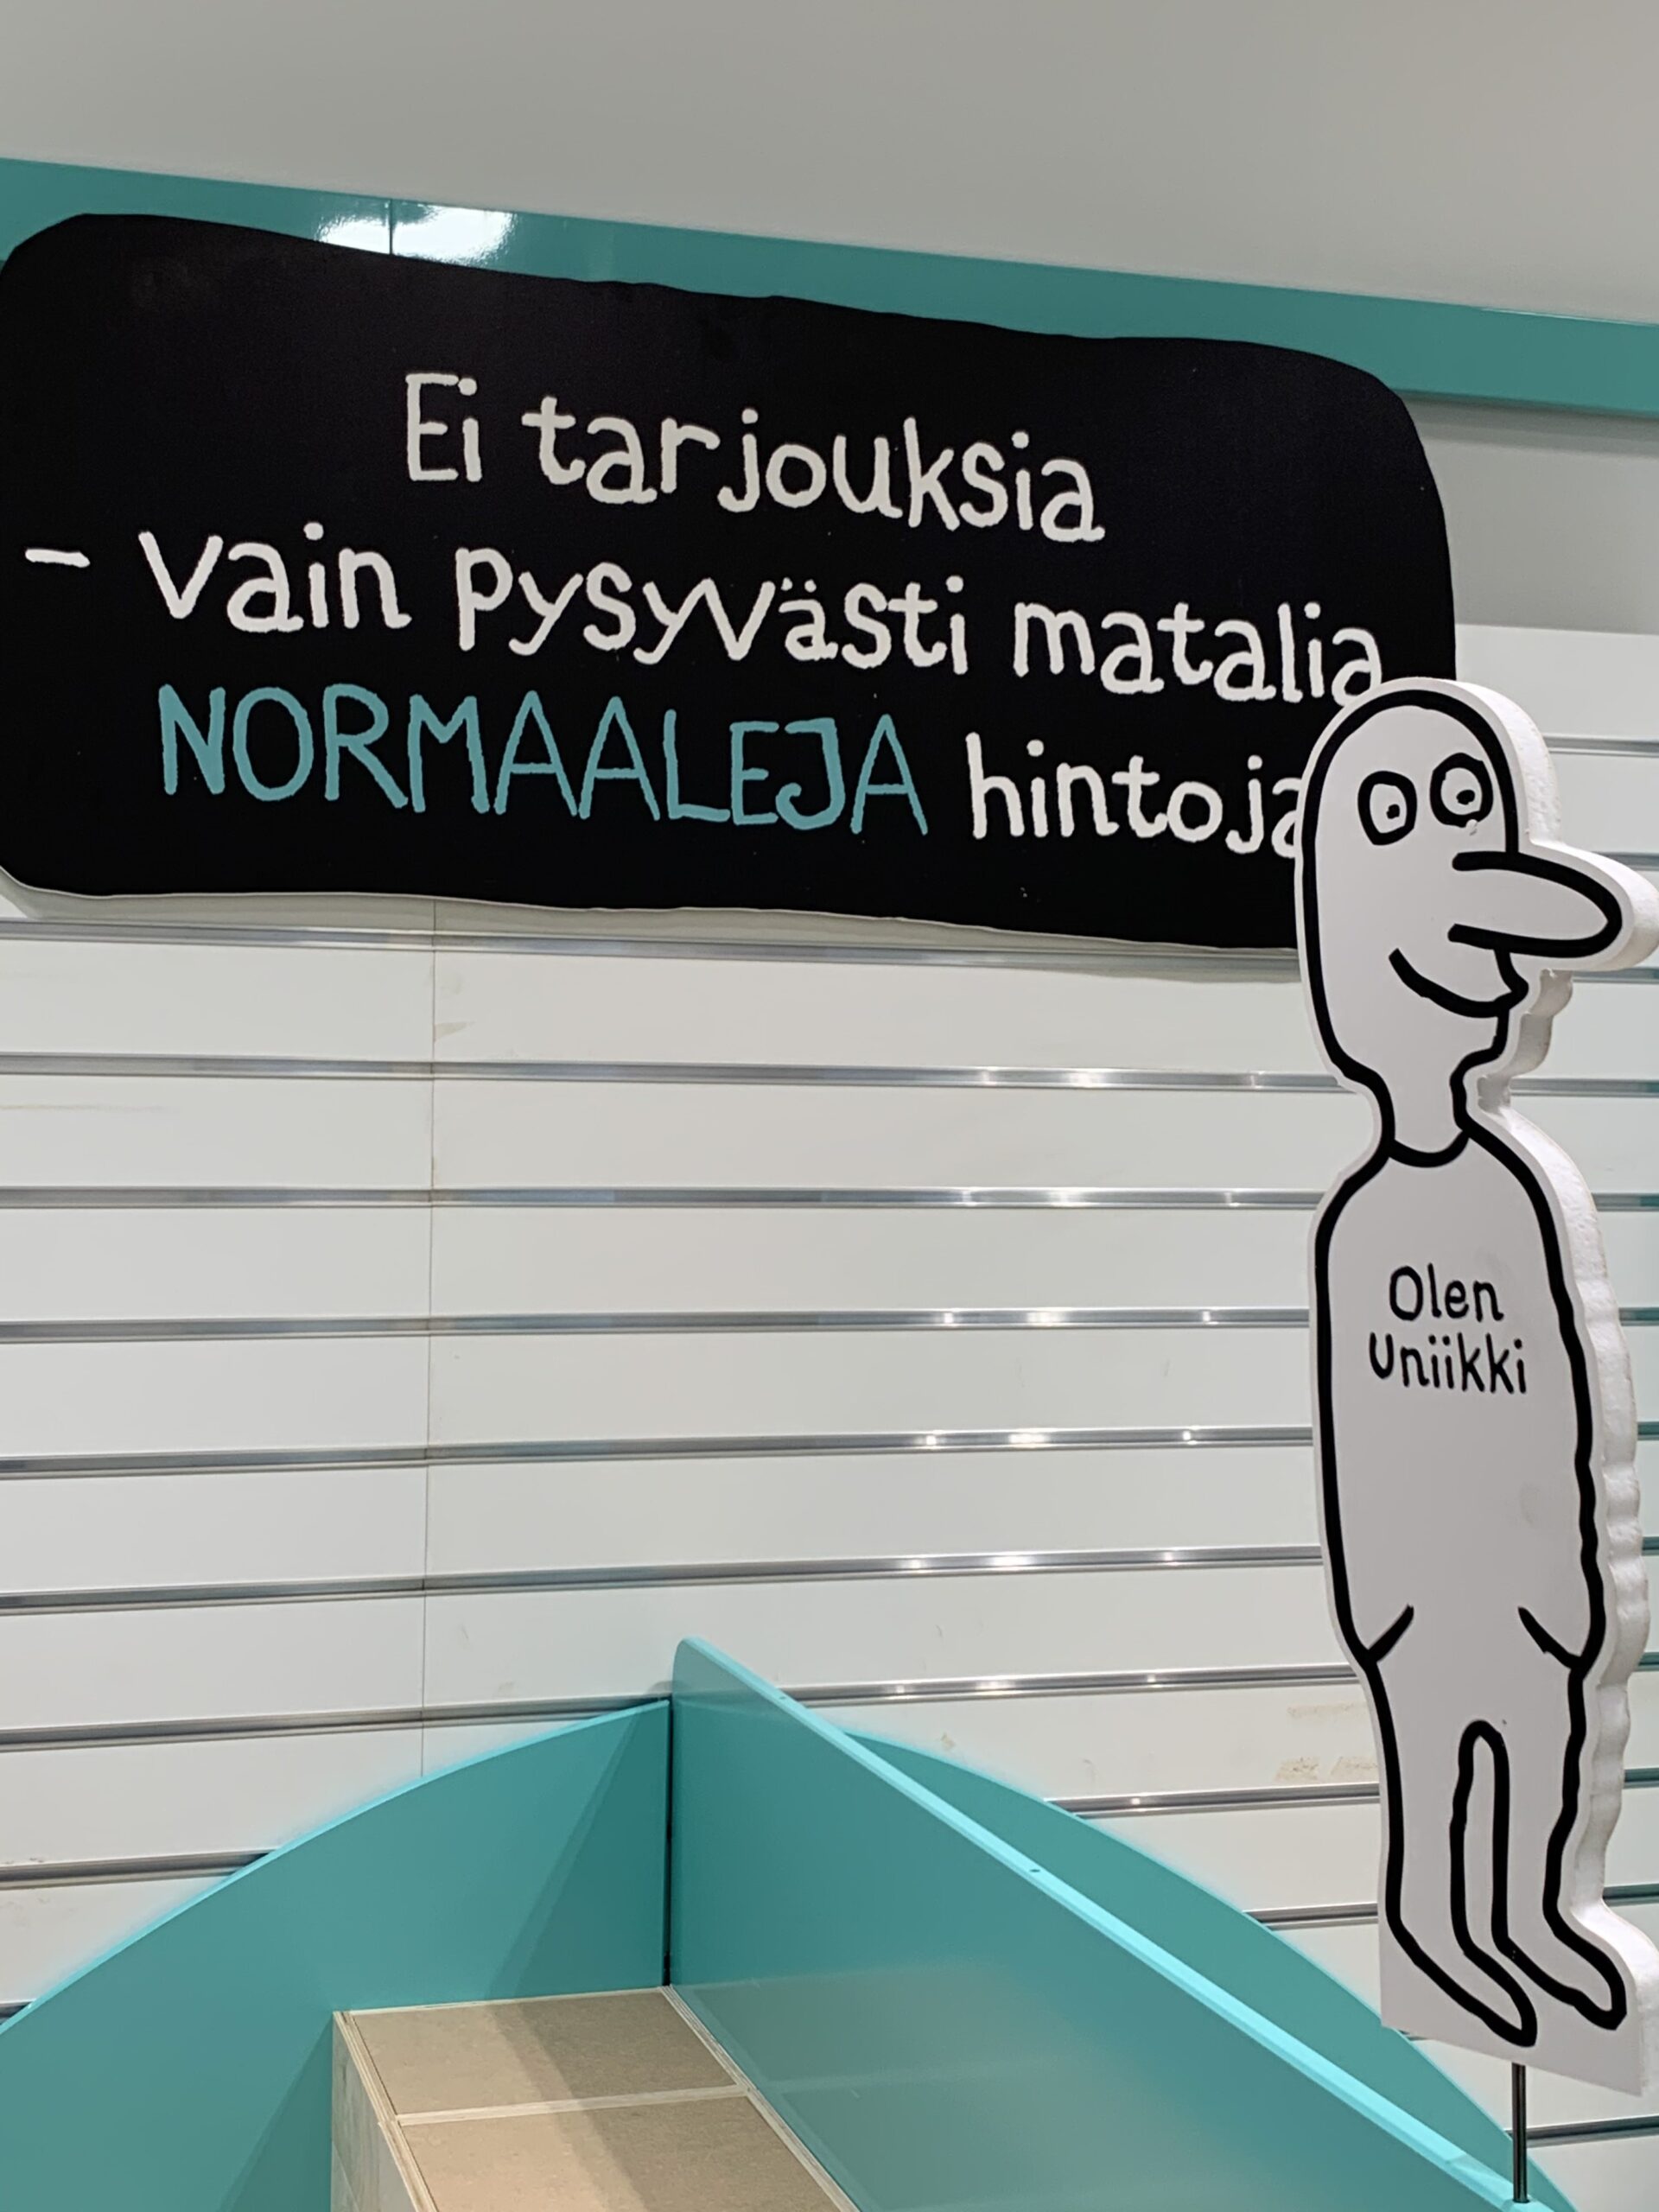 Ei tarjouksia
- vain pysyvästi matalia
NORMAALEJA hintoja
Olen
Uniikki